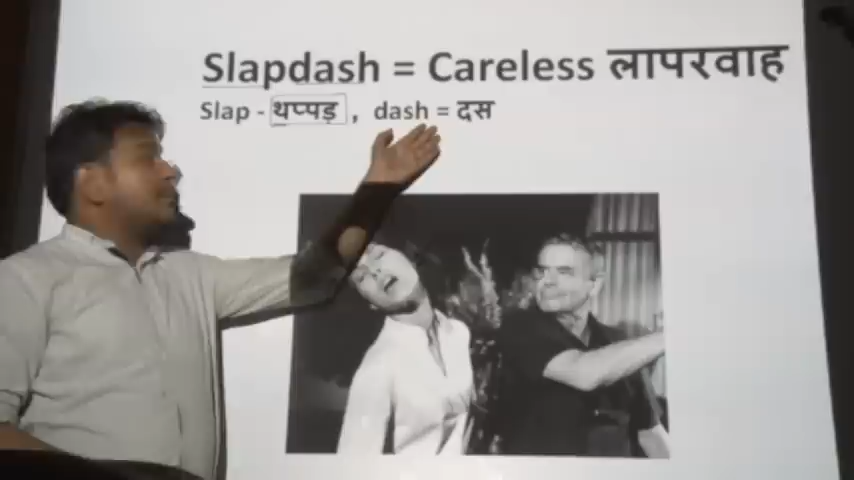 Slapdash = Careless लापरवाह
Slap - थप्पड़ , dash = दस